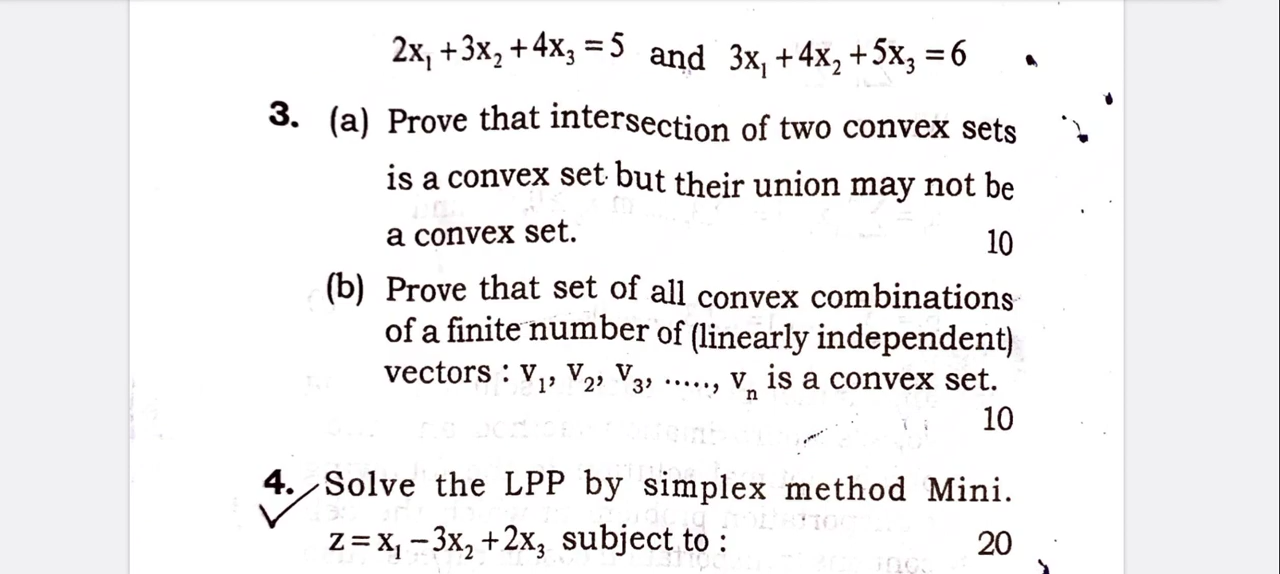 2x₁ +3x₂ +4x₃ = 5 and 3x₁ +4x₂ +5x₃ = 6
3. (a) Prove that intersection of two convex sets
is a convex set but their union may not be
a convex set. 10
(b) Prove that set of all convex combinations
of a finite number of (linearly independent)
vectors : v₁, v₂, v₃, ....., vₙ is a convex set.
10
4. Solve the LPP by simplex method Mini.
z = x₁ – 3x₂ + 2x₃ subject to : 20